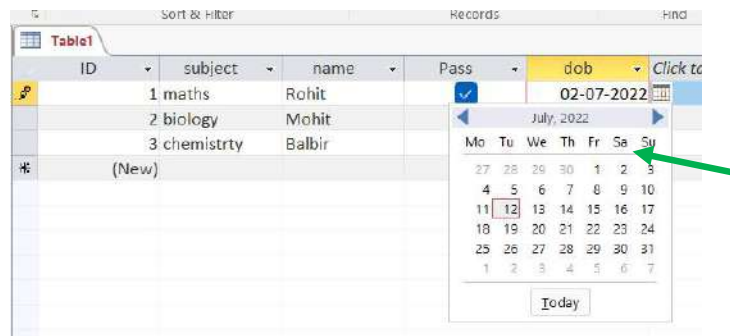 Sort & Filter Records Find
Table1
ID subject name Pass dob Click to
1 maths Rohit 02-07-2022
2 biology Mohit
3 chemistrty Balbir
(New)
July, 2022
Mo Tu We Th Fr Sa Su
27 28 29 30 1 2 3
4 5 6 7 8 9 10
11 12 13 14 15 16 17
18 19 20 21 22 23 24
25 26 27 28 29 30 31
1 2 3 4 5 6 7
Today